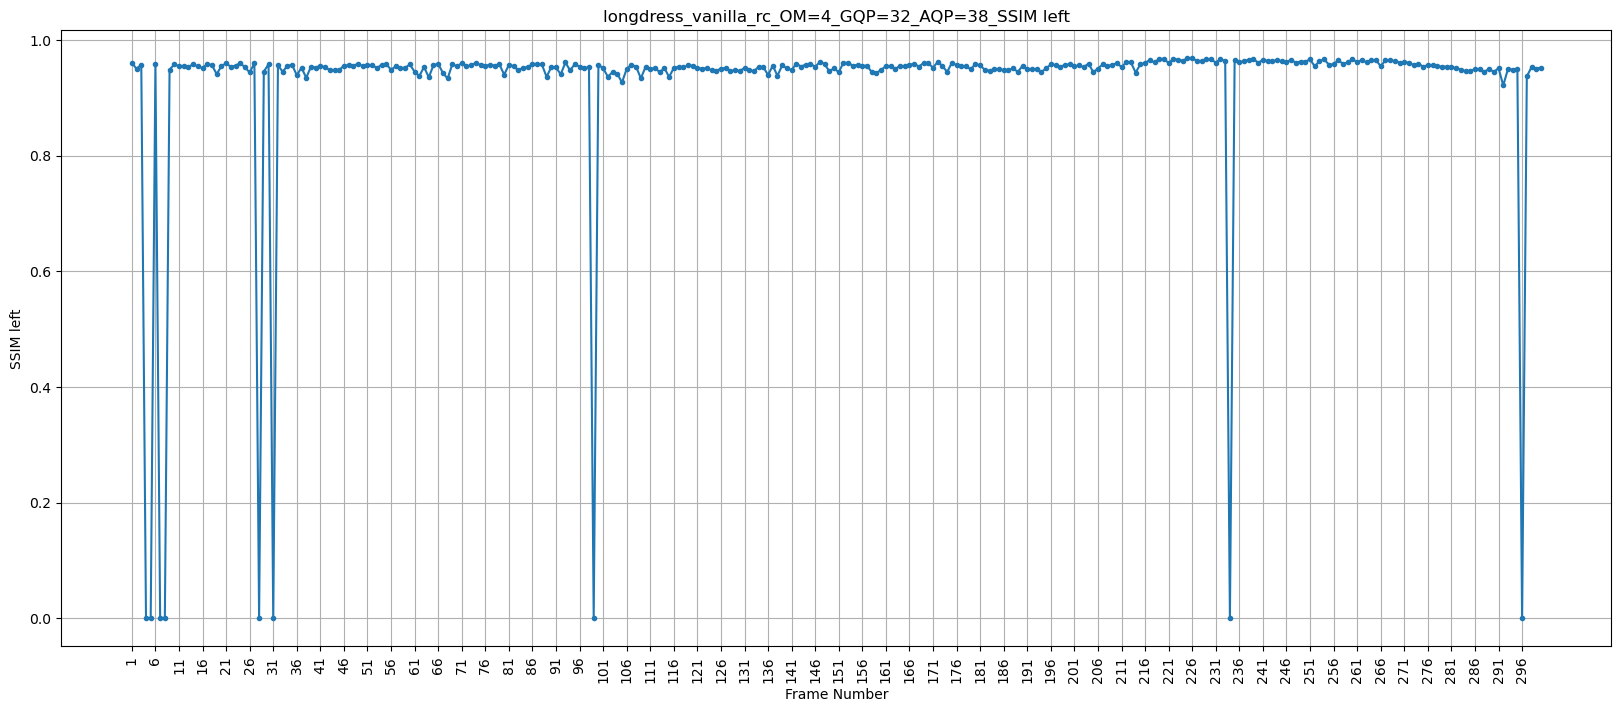 longdress_vanilla_rc_OM=4_GQP=32_AQP=38_SSIM left
1.0
0.8
0.6
0.4
0.2
0.0
SSIM left
1 6 11 16 21 26 31 36 41 46 51 56 61 66 71 76 81 86 91 96 101 106 111 116 121 126 131 136 141 146 151 156 161 166 171 176 181 186 191 196 201 206 211 216 221 226 231 236 241 246 251 256 261 266 271 276 281 286 291 296
Frame Number